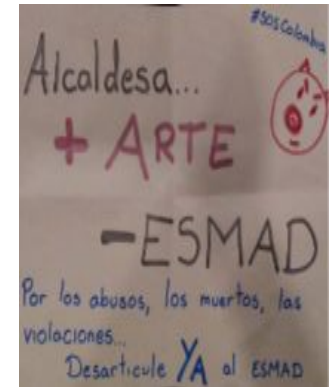 #SOSColombia
Alcaldesa...
+ ARTE
-ESMAD
Por los abusos, los muertos, las
violaciones...
Desarticule YA al ESMAD